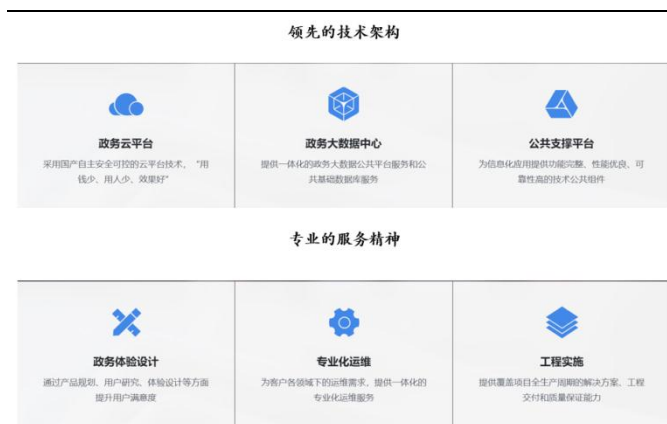 领先的技术架构
政务云平台
采用国产自主安全可控的云平台技术，“用
钱少、用人少、效果好”
政务大数据中心
提供一体化的政务大数据公共平台服务和公
共基础数据库服务
公共支撑平台
为信息化应用提供功能完整、性能优良、可
靠性高的技术公共组件
专业的服务精神
政务体验设计
通过产品规划、用户研究、体验设计等方面
提升用户满意度
专业化运维
为客户各领域下的运维需求，提供一体化的
专业化运维服务
工程实施
提供覆盖项目全生产周期的解决方案、工程
交付和质量保证能力